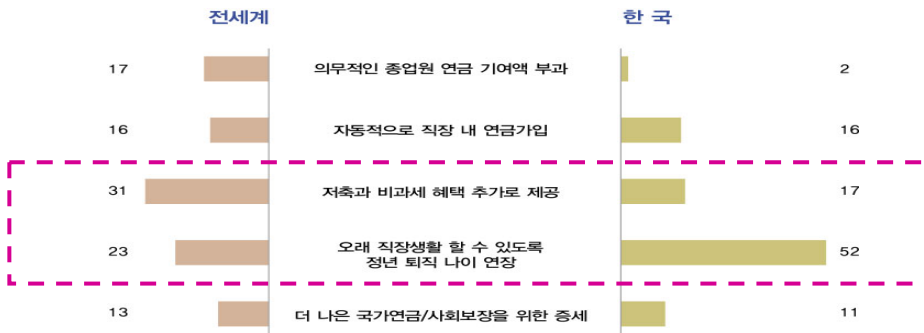 전세계 한 국
17 의무적인 종업원 연금 기여액 부과 2
16 자동적으로 직장 내 연금가입 16
31 저축과 비과세 혜택 추가로 제공 17
23 오래 직장생활 할 수 있도록
정년 퇴직 나이 연장 52
13 더 나은 국가연금/사회보장을 위한 증세 11